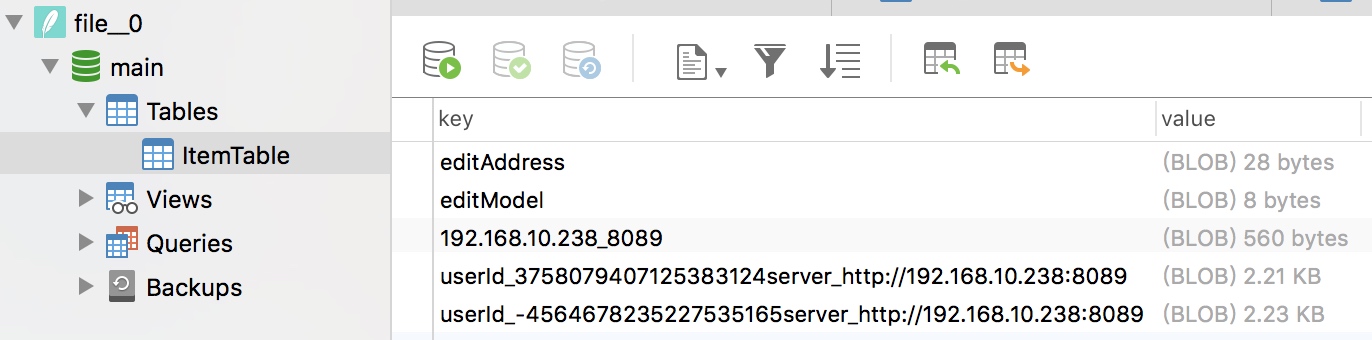 file__0
main
Tables
ItemTable
Views
Queries
Backups
key value
editAddress (BLOB) 28 bytes
editModel (BLOB) 8 bytes
192.168.10.238_8089 (BLOB) 560 bytes
userId_3758079407125383124server_http://192.168.10.238:8089 (BLOB) 2.21 KB
userId_-4564678235227535165server_http://192.168.10.238:8089 (BLOB) 2.23 KB